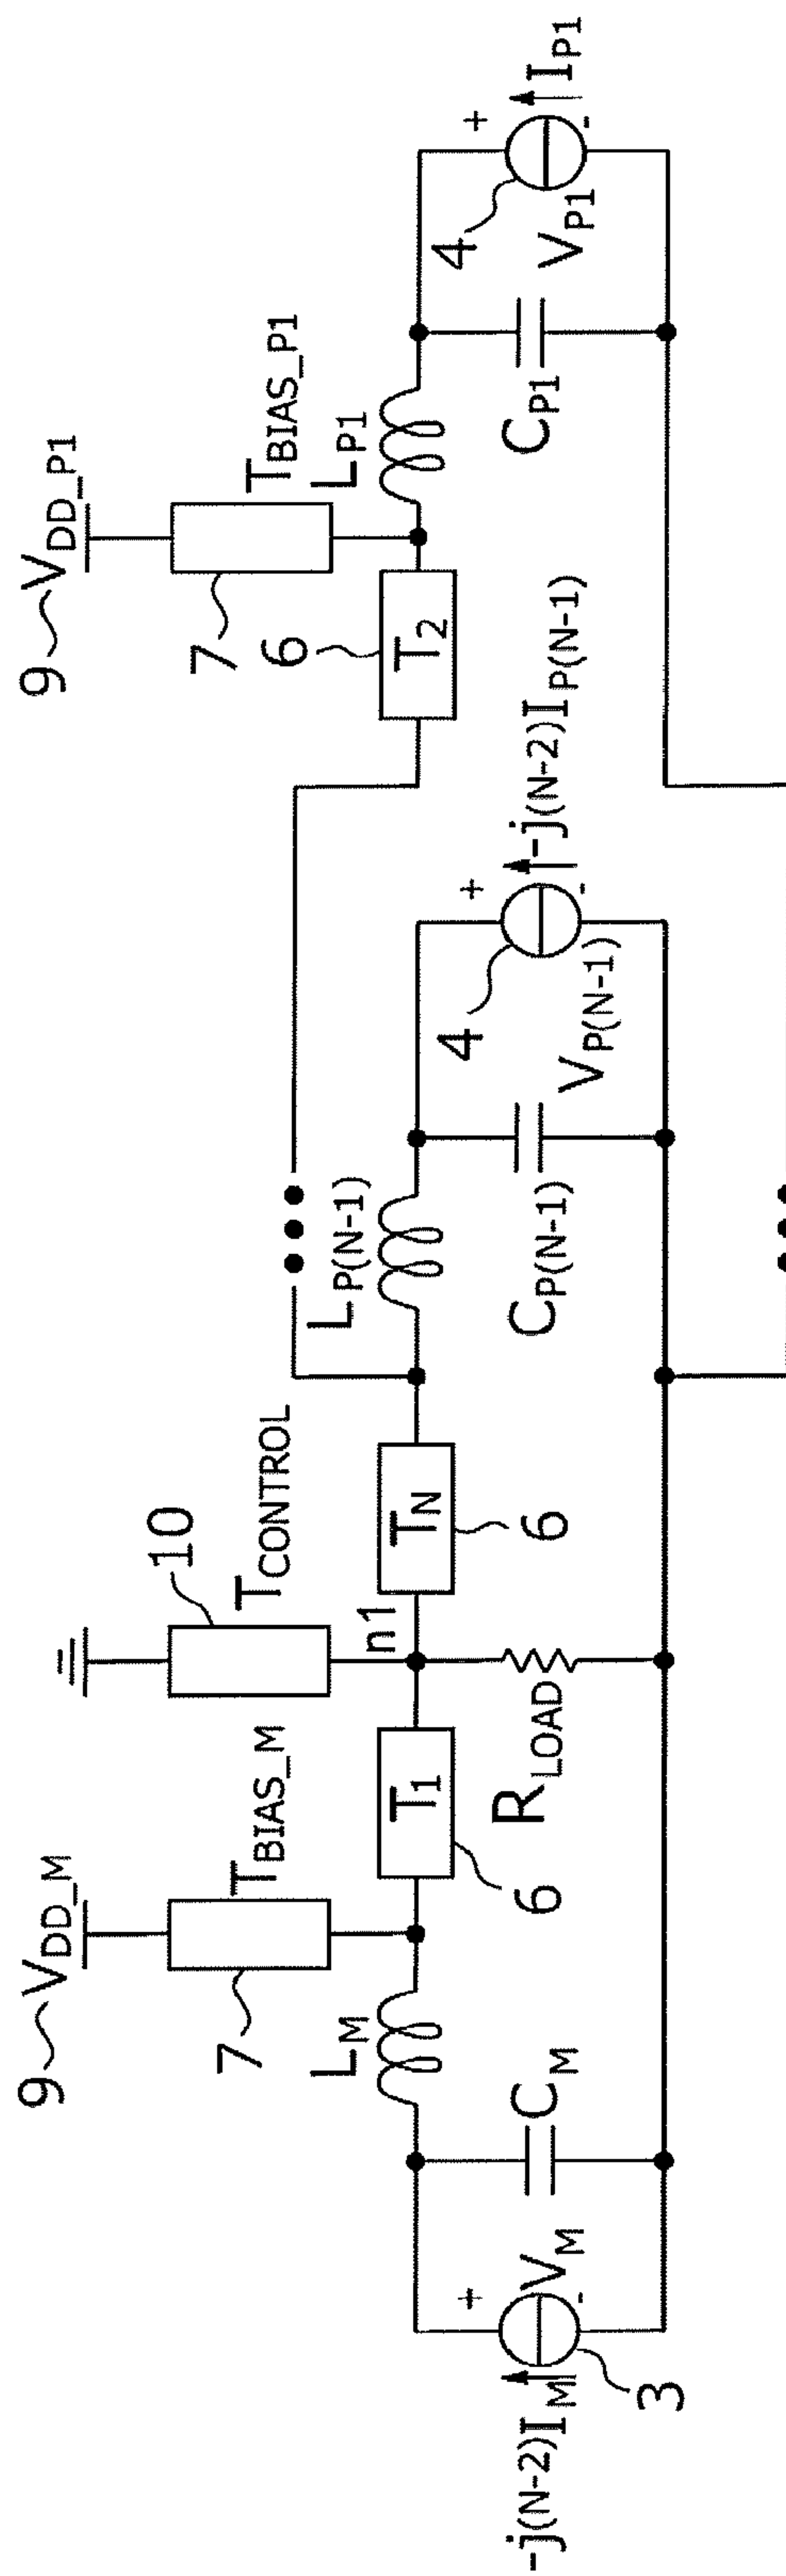 9 V_DD_M
9 V_DD_P1
7 T_BIAS_M
10 T_CONTROL
7 T_BIAS_P1
L_M
T_1
6
n1
T_N
6
L_P(N-1)
6
T_2
L_P1
-j(N-2)I_M
3
+
V_M
-
C_M
R_LOAD
C_P(N-1)
V_P(N-1)
4
+
-
-j(N-2)I_P(N-1)
C_P1
V_P1
4
+
-
I_P1